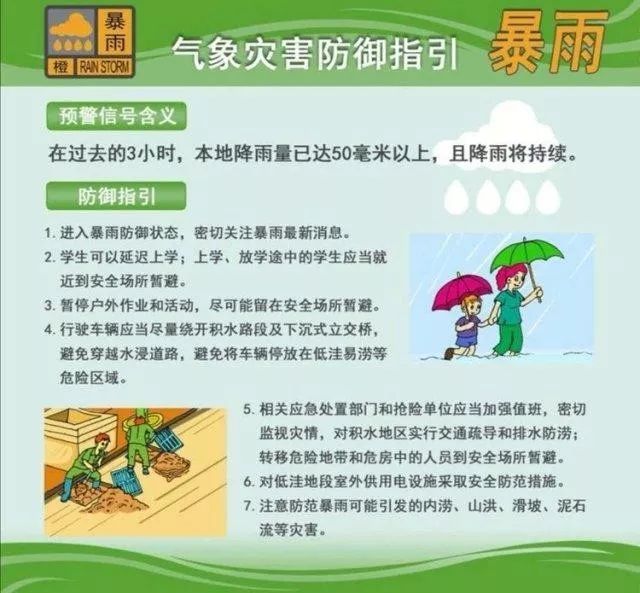 暴雨
橙
RAIN STORM
气象灾害防御指引
暴雨
预警信号含义
在过去的3小时，本地降雨量已达50毫米以上，且降雨将持续。
防御指引
1. 进入暴雨防御状态，密切关注暴雨最新消息。
2. 学生可以延迟上学；上学、放学途中的学生应当就
近到安全场所暂避。
3. 暂停户外作业和活动，尽可能留在安全场所暂避。
4. 行驶车辆应当尽量绕开积水路段及下沉式立交桥，
避免穿越水浸道路，避免将车辆停放在低洼易涝等
危险区域。
5. 相关应急处置部门和抢险单位应当加强值班，密切
监视灾情，对积水地区实行交通疏导和排水防涝；
转移危险地带和危房中的人员到安全场所暂避。
6. 对低洼地段室外供用电设施采取安全防范措施。
7. 注意防范暴雨可能引发的内涝、山洪、滑坡、泥石
流等灾害。